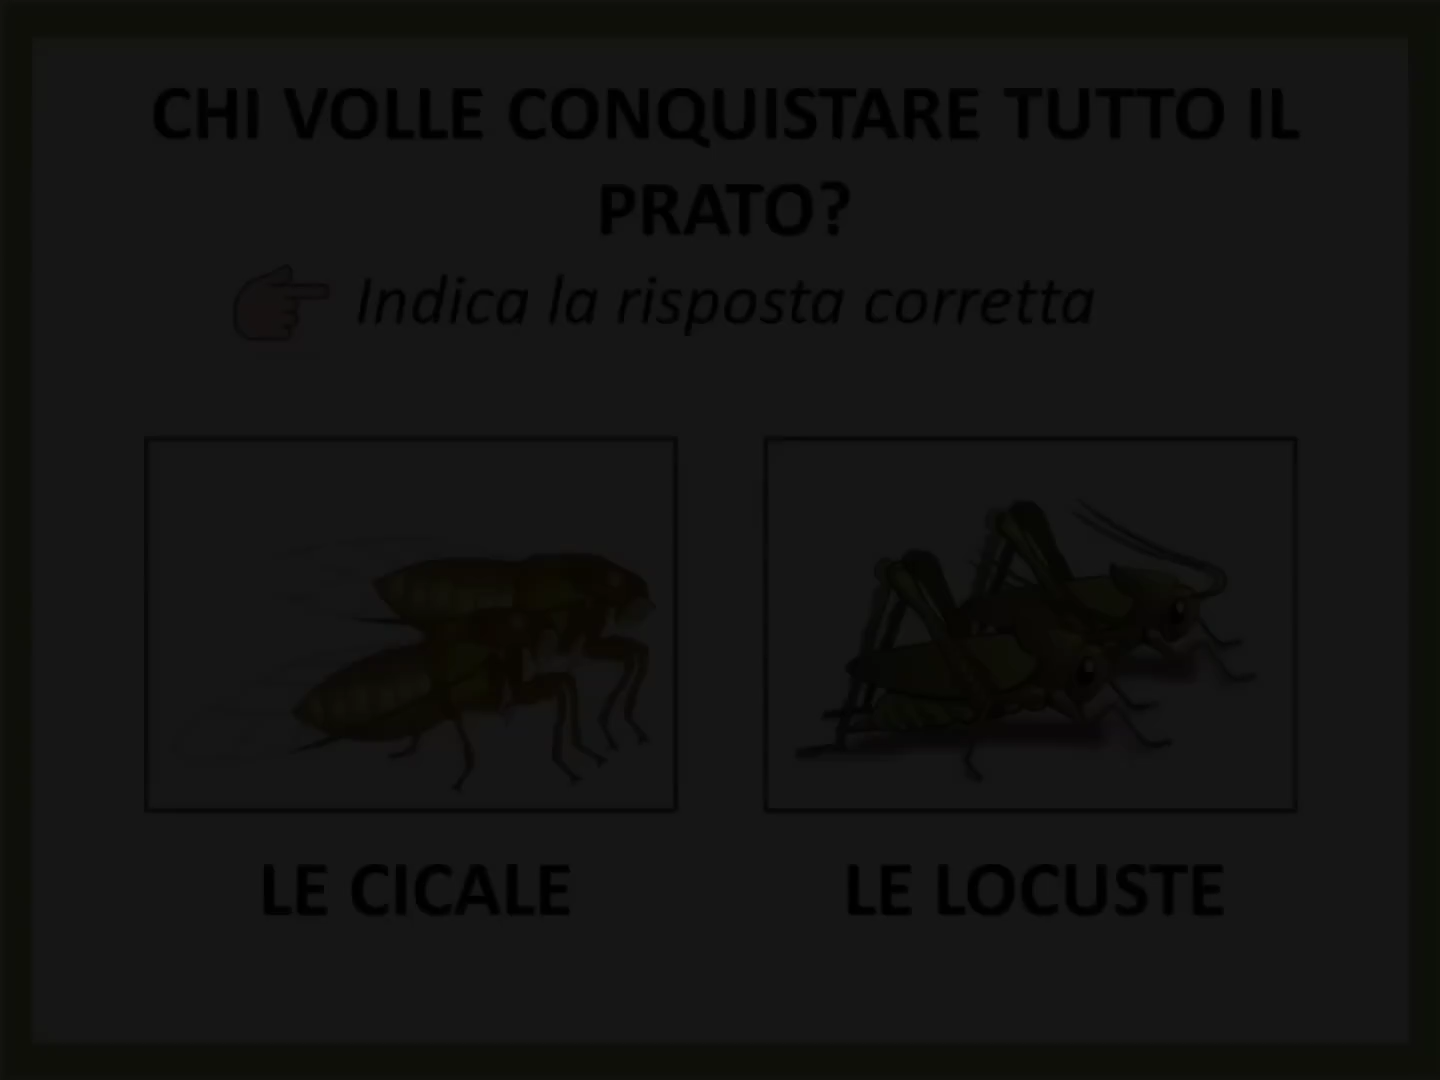 CHI VOLLE CONQUISTARE TUTTO IL
PRATO?
Indica la risposta corretta
LE CICALE
LE LOCUSTE